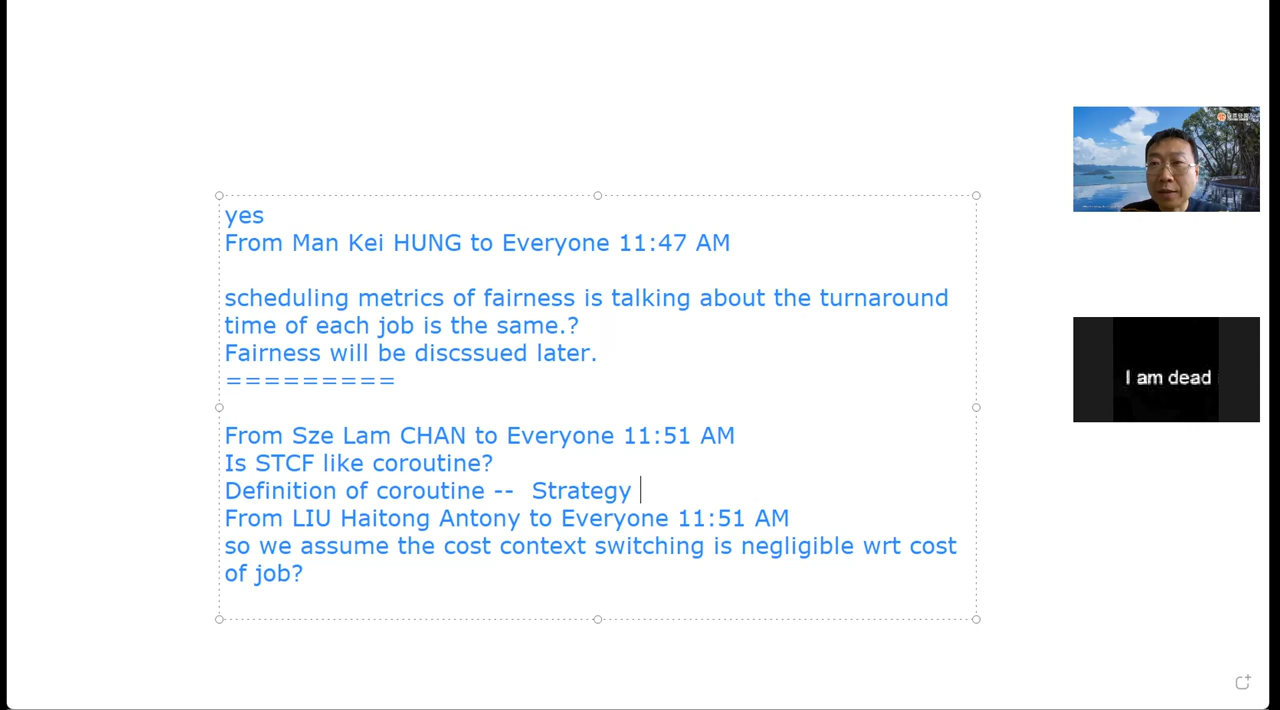 yes
From Man Kei HUNG to Everyone 11:47 AM
scheduling metrics of fairness is talking about the turnaround
time of each job is the same.?
Fairness will be discssued later.
=========
From Sze Lam CHAN to Everyone 11:51 AM
Is STCF like coroutine?
Definition of coroutine -- Strategy
From LIU Haitong Antony to Everyone 11:51 AM
so we assume the cost context switching is negligible wrt cost
of job?
I am dead